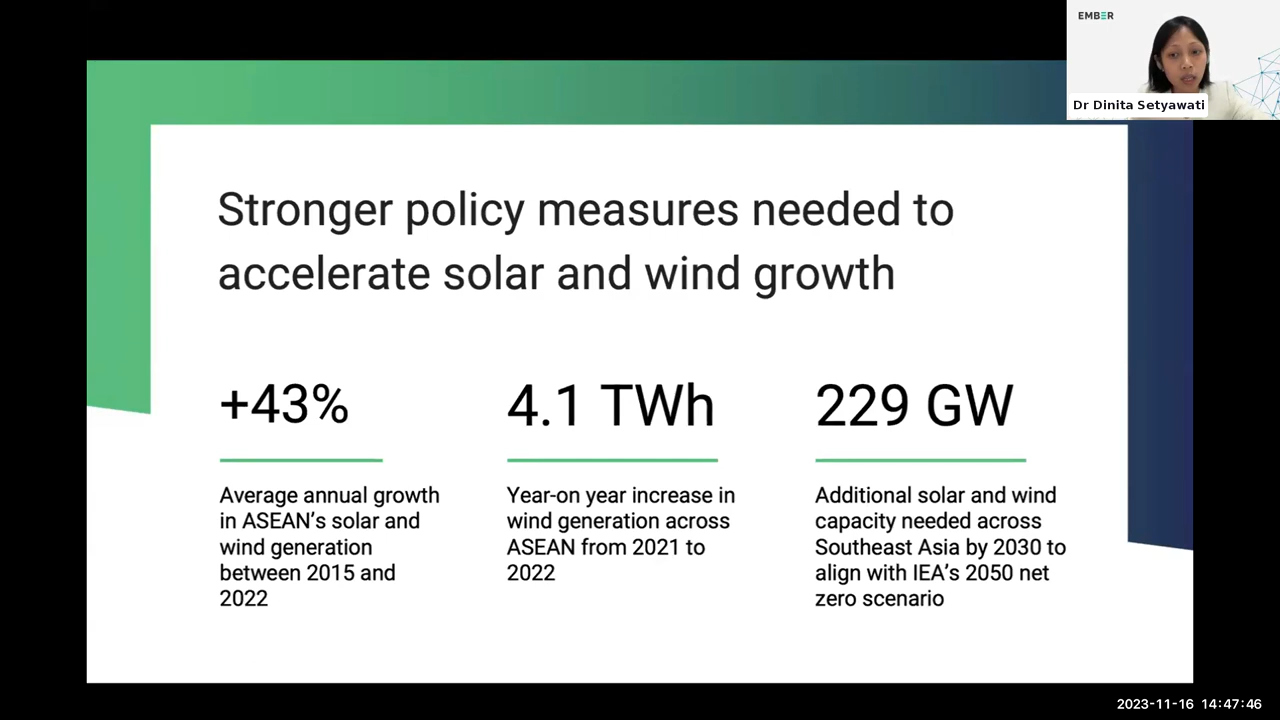 EMBER
Dr Dinita Setyawati
Stronger policy measures needed to
accelerate solar and wind growth
+43%
Average annual growth
in ASEAN’s solar and
wind generation
between 2015 and
2022
4.1 TWh
Year-on year increase in
wind generation across
ASEAN from 2021 to
2022
229 GW
Additional solar and wind
capacity needed across
Southeast Asia by 2030 to
align with IEA’s 2050 net
zero scenario
2023-11-16 14:47:46